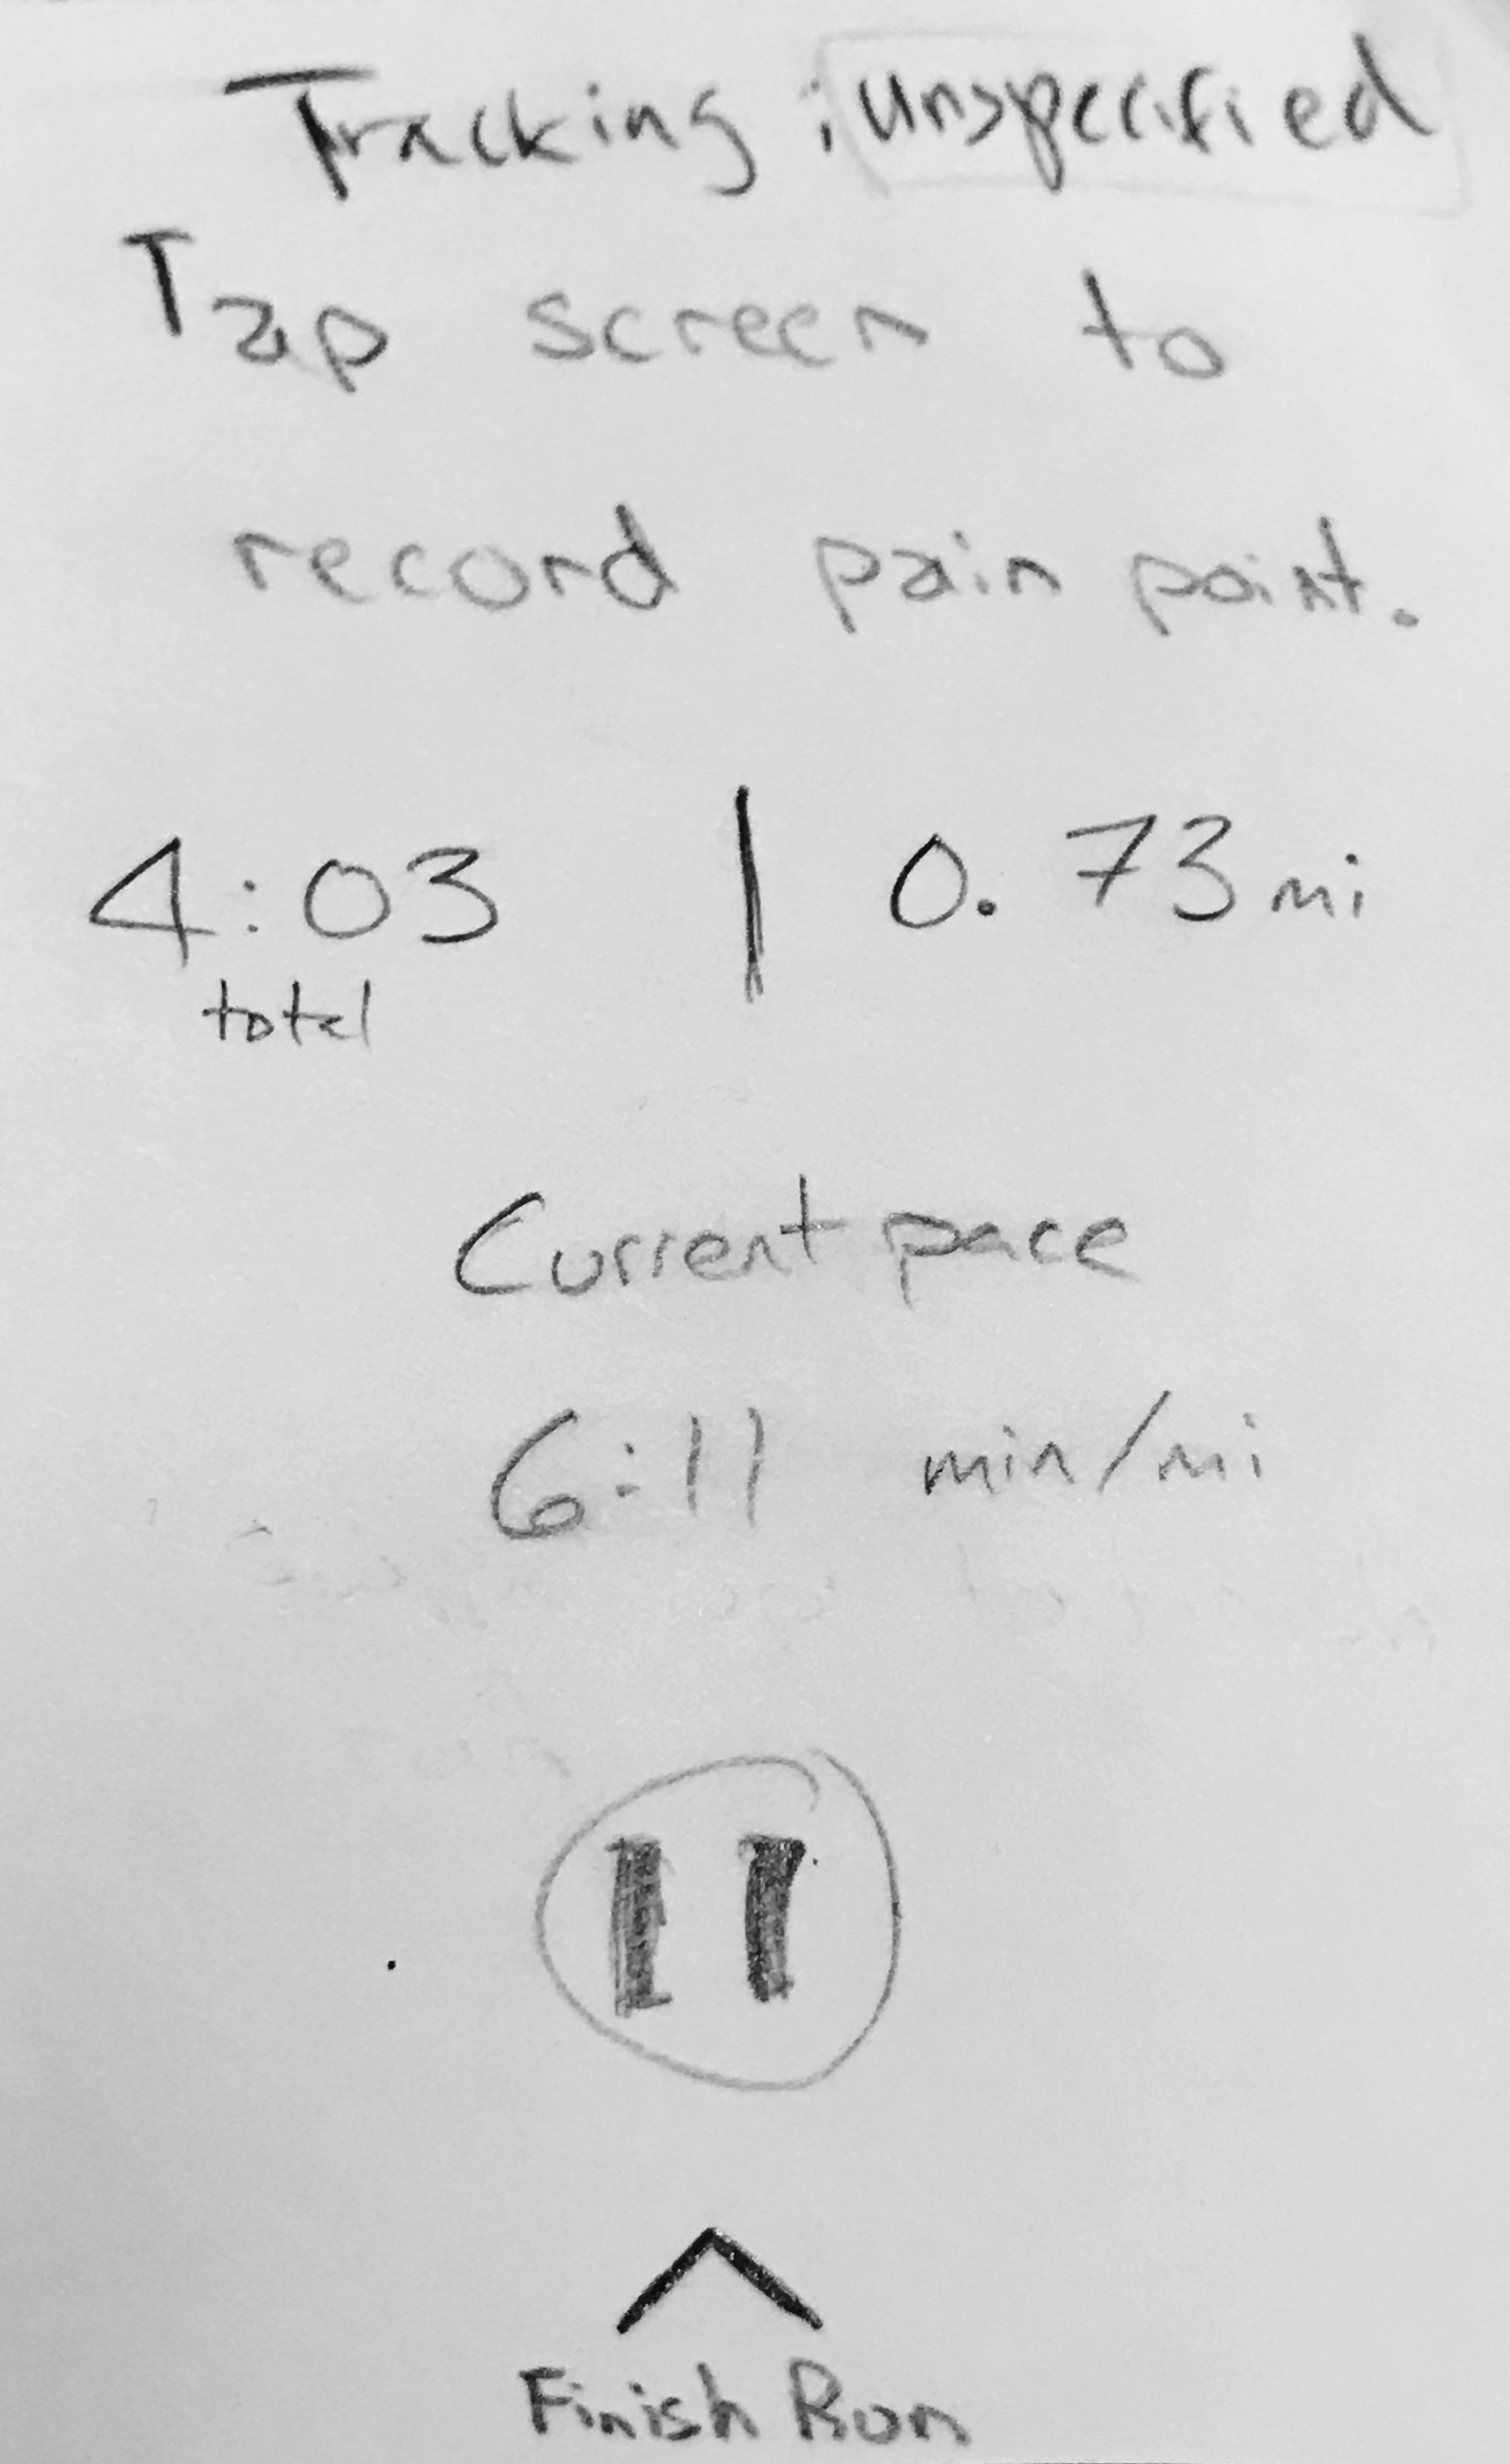 Tracking : unspecified
Tap screen to
record pain point.
4:03 | 0.73 mi
total
Current pace
6:11 min/mi
Finish Run